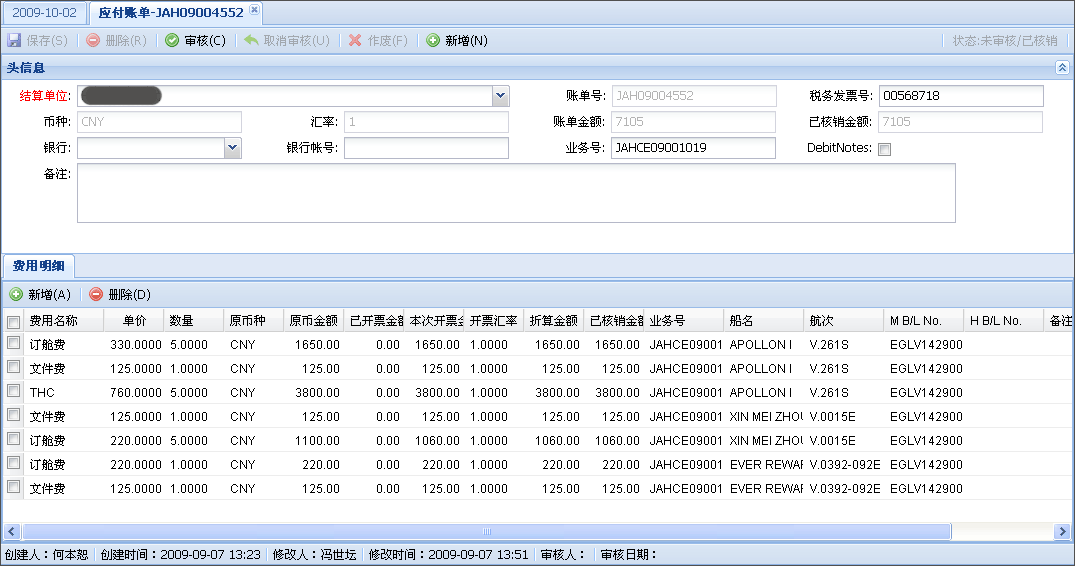 2009-10-02 应付账单-JAH09004552
保存(S) 删除(R) 审核(C) 取消审核(U) 作废(F) 新增(N) 状态:未审核/已核销
头信息
结算单位: 账单号: JAH09004552 税务发票号: 00568718
币种: CNY 汇率: 1 账单金额: 7105 已核销金额: 7105
银行: 银行帐号: 业务号: JAHCE09001019 DebitNotes:
备注:
费用明细
新增(A) 删除(D)
费用名称 单价 数量 原币种 原币金额 已开票金额 本次开票金 开票汇率 折算金额 已核销金额 业务号 船名 航次 M B/L No. H B/L No. 备注
订舱费 330.0000 5.0000 CNY 1650.00 0.00 1650.00 1.0000 1650.00 1650.00 JAHCE09001 APOLLON I V.261S EGLV142900
文件费 125.0000 1.0000 CNY 125.00 0.00 125.00 1.0000 125.00 125.00 JAHCE09001 APOLLON I V.261S EGLV142900
THC 760.0000 5.0000 CNY 3800.00 0.00 3800.00 1.0000 3800.00 3800.00 JAHCE09001 APOLLON I V.261S EGLV142900
文件费 125.0000 1.0000 CNY 125.00 0.00 125.00 1.0000 125.00 125.00 JAHCE09001 XIN MEI ZHOU V.0015E EGLV142900
订舱费 220.0000 5.0000 CNY 1100.00 0.00 1060.00 1.0000 1060.00 1060.00 JAHCE09001 XIN MEI ZHOU V.0015E EGLV142900
订舱费 220.0000 1.0000 CNY 220.00 0.00 220.00 1.0000 220.00 220.00 JAHCE09001 EVER REWAR V.0392-092E EGLV142900
文件费 125.0000 1.0000 CNY 125.00 0.00 125.00 1.0000 125.00 125.00 JAHCE09001 EVER REWAR V.0392-092E EGLV142900
创建人：何本恕 创建时间：2009-09-07 13:23 修改人：冯世坛 修改时间：2009-09-07 13:51 审核人： 审核日期：